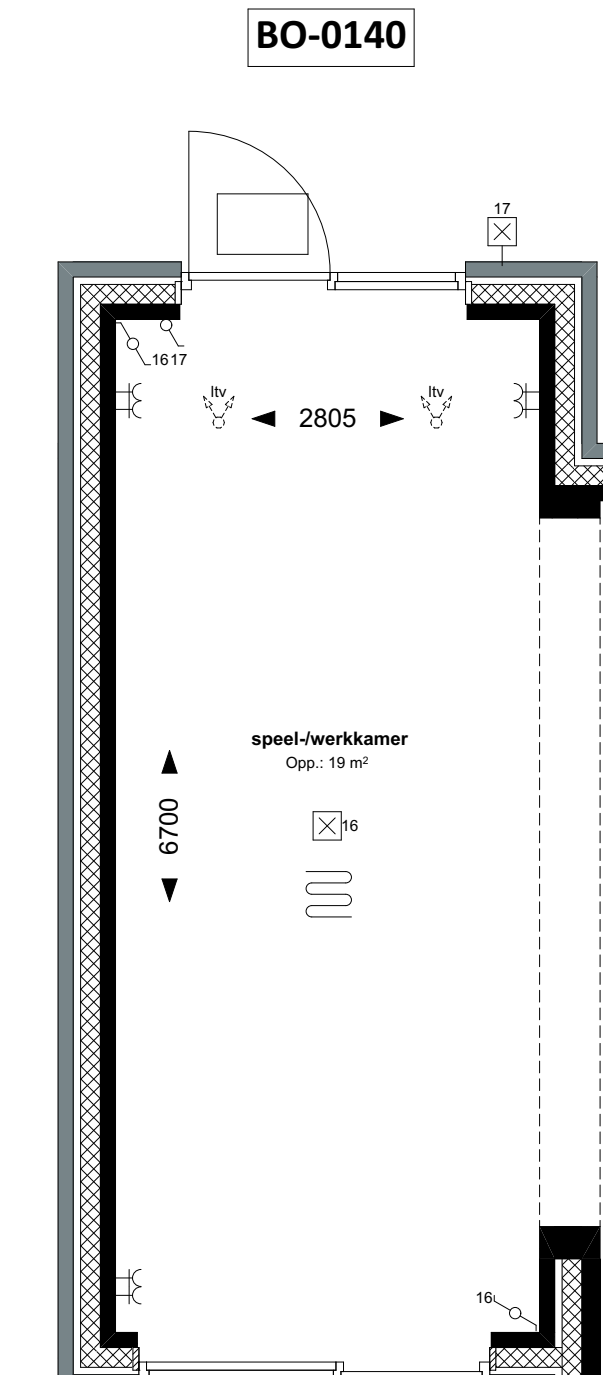 BO-0140
17
1617
ltv
ltv
2805
speel-/werkkamer
Opp.: 19 m²
6700
16
16